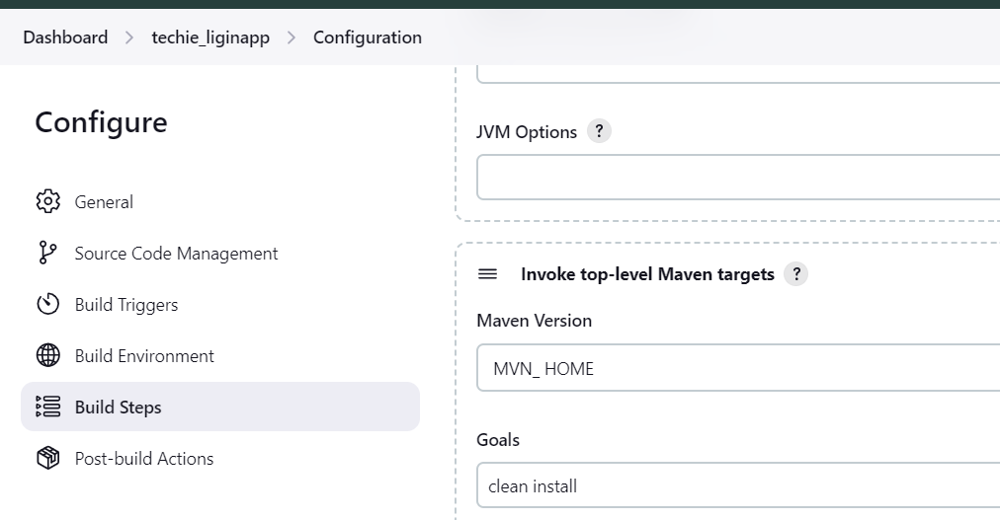 Dashboard > techie_liginapp > Configuration
Configure
General
Source Code Management
Build Triggers
Build Environment
Build Steps
Post-build Actions
JVM Options ?
Invoke top-level Maven targets ?
Maven Version
MVN_ HOME
Goals
clean install